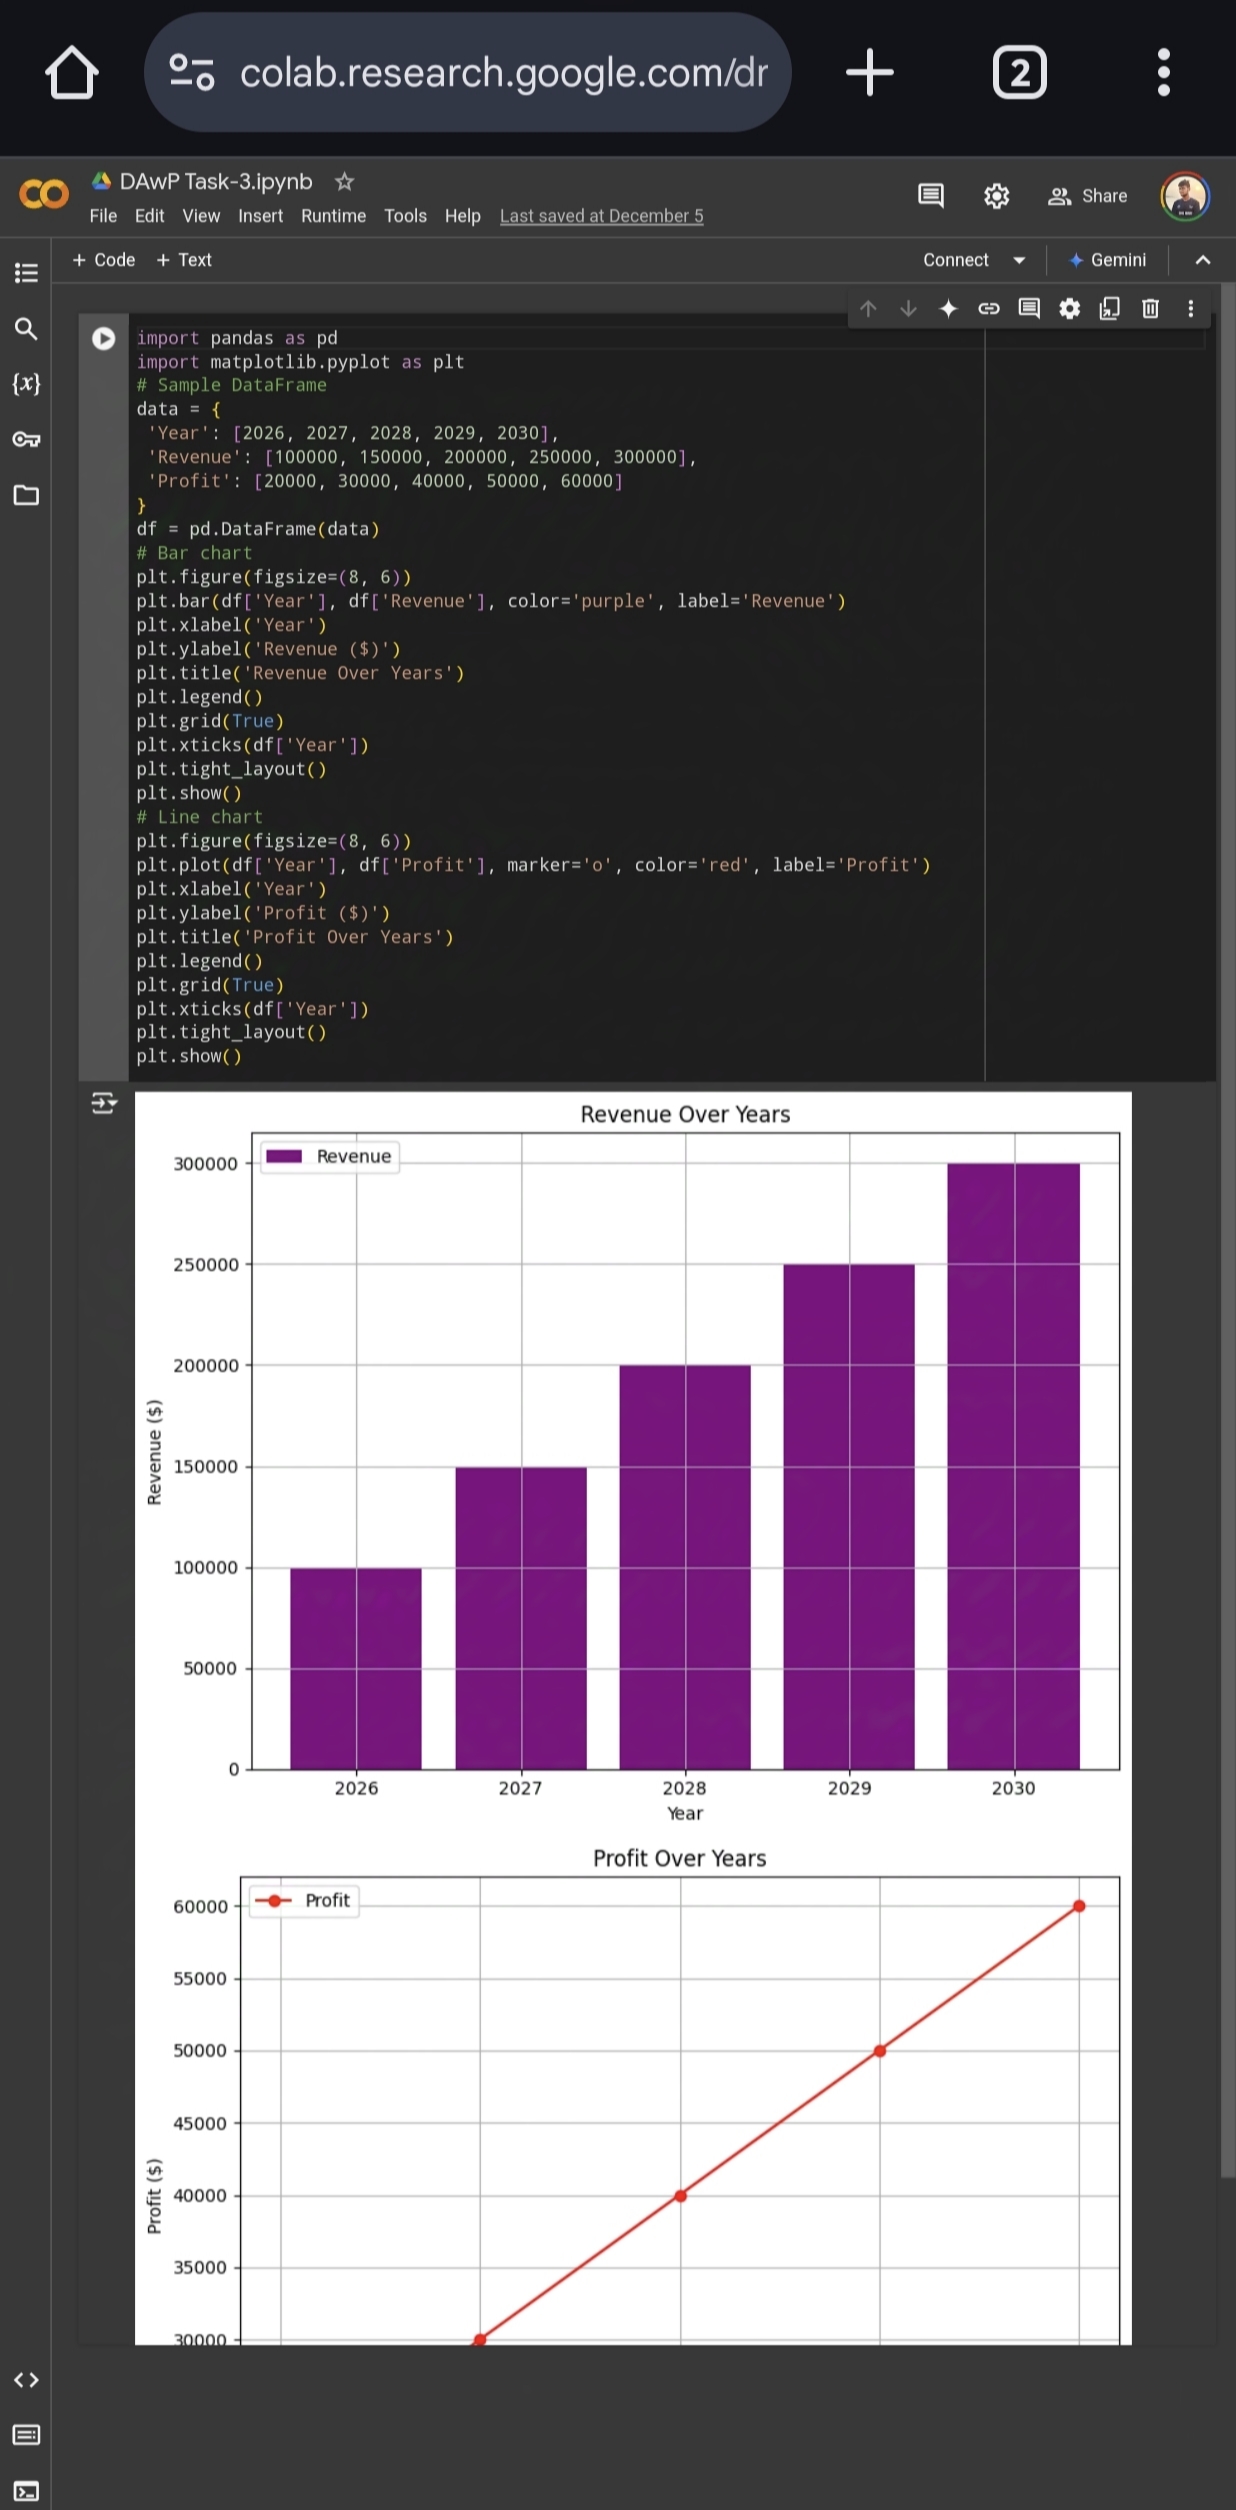 colab.research.google.com/dr
2
DAwP Task-3.ipynb
File Edit View Insert Runtime Tools Help Last saved at December 5
Share
+ Code + Text
Connect
Gemini
import pandas as pd
import matplotlib.pyplot as plt
# Sample DataFrame
data = {
 'Year': [2026, 2027, 2028, 2029, 2030],
 'Revenue': [100000, 150000, 200000, 250000, 300000],
 'Profit': [20000, 30000, 40000, 50000, 60000]
}
df = pd.DataFrame(data)
# Bar chart
plt.figure(figsize=(8, 6))
plt.bar(df['Year'], df['Revenue'], color='purple', label='Revenue')
plt.xlabel('Year')
plt.ylabel('Revenue ($)')
plt.title('Revenue Over Years')
plt.legend()
plt.grid(True)
plt.xticks(df['Year'])
plt.tight_layout()
plt.show()
# Line chart
plt.figure(figsize=(8, 6))
plt.plot(df['Year'], df['Profit'], marker='o', color='red', label='Profit')
plt.xlabel('Year')
plt.ylabel('Profit ($)')
plt.title('Profit Over Years')
plt.legend()
plt.grid(True)
plt.xticks(df['Year'])
plt.tight_layout()
plt.show()
Revenue Over Years
Revenue
300000
250000
200000
150000
100000
50000
0
Revenue ($)
2026 2027 2028 2029 2030
Year
Profit Over Years
Profit
60000
55000
50000
45000
40000
35000
30000
Profit ($)